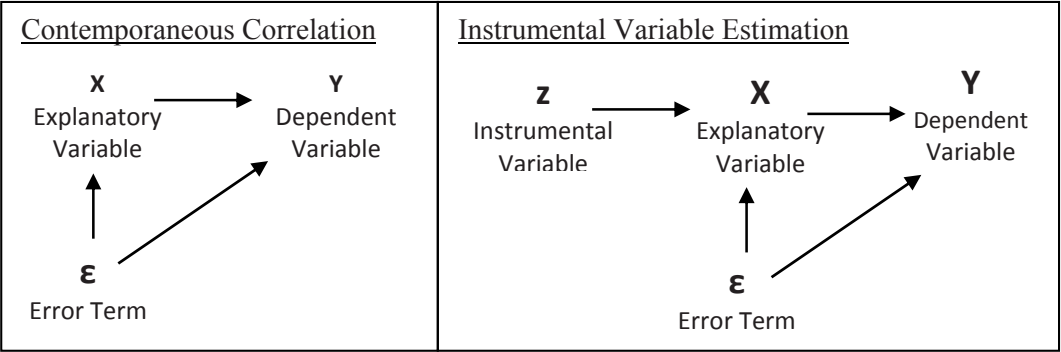 Contemporaneous Correlation
X
Explanatory
Variable
Y
Dependent
Variable
ε
Error Term
Instrumental Variable Estimation
z
Instrumental
Variable
X
Explanatory
Variable
Y
Dependent
Variable
ε
Error Term